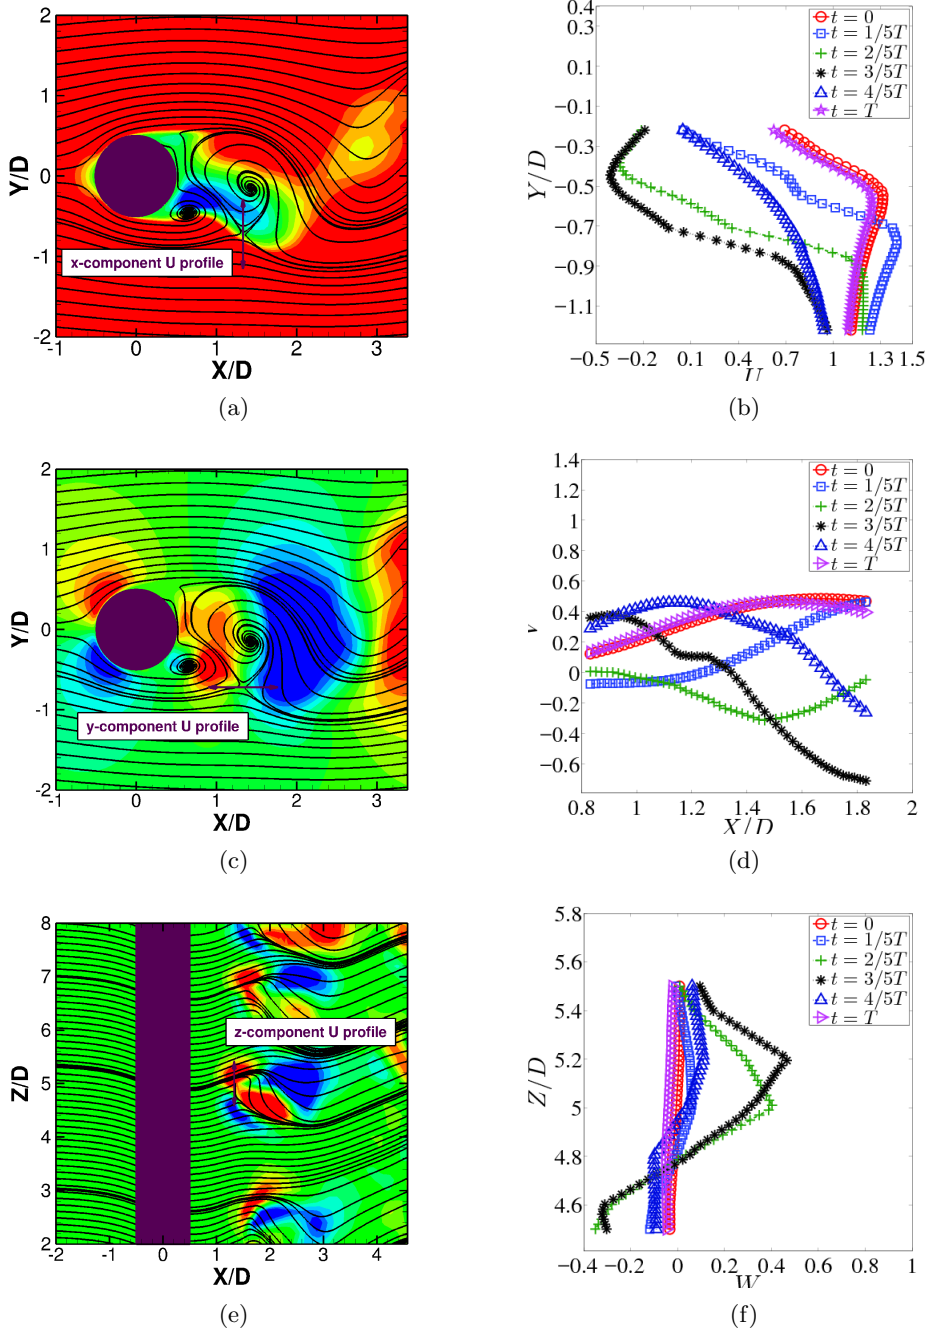 2
1
0
-1
-2
Y/D
x-component U profile
-1 0 1 2 3
X/D
(a)
0.4
0.3
0.1
−0.1
−0.3
−0.5
−0.7
−0.9
−1.1
Y/D
t = 0
t = 1/5T
t = 2/5T
t = 3/5T
t = 4/5T
t = T
−0.5 −0.2 0.1 0.4 0.7 1 1.3 1.5
U
(b)
2
1
0
-1
-2
Y/D
y-component U profile
-1 0 1 2 3
X/D
(c)
1.4
1.2
1
0.8
0.6
0.4
0.2
0
−0.2
−0.4
−0.6
v
t = 0
t = 1/5T
t = 2/5T
t = 3/5T
t = 4/5T
t = T
0.8 1 1.2 1.4 1.6 1.8 2
X/D
(d)
8
7
6
5
4
3
2
Z/D
z-component U profile
-2 -1 0 1 2 3 4
X/D
(e)
5.8
5.6
5.4
5.2
5
4.8
4.6
Z/D
t = 0
t = 1/5T
t = 2/5T
t = 3/5T
t = 4/5T
t = T
−0.4 −0.2 0 0.2 0.4 0.6 0.8 1
W
(f)